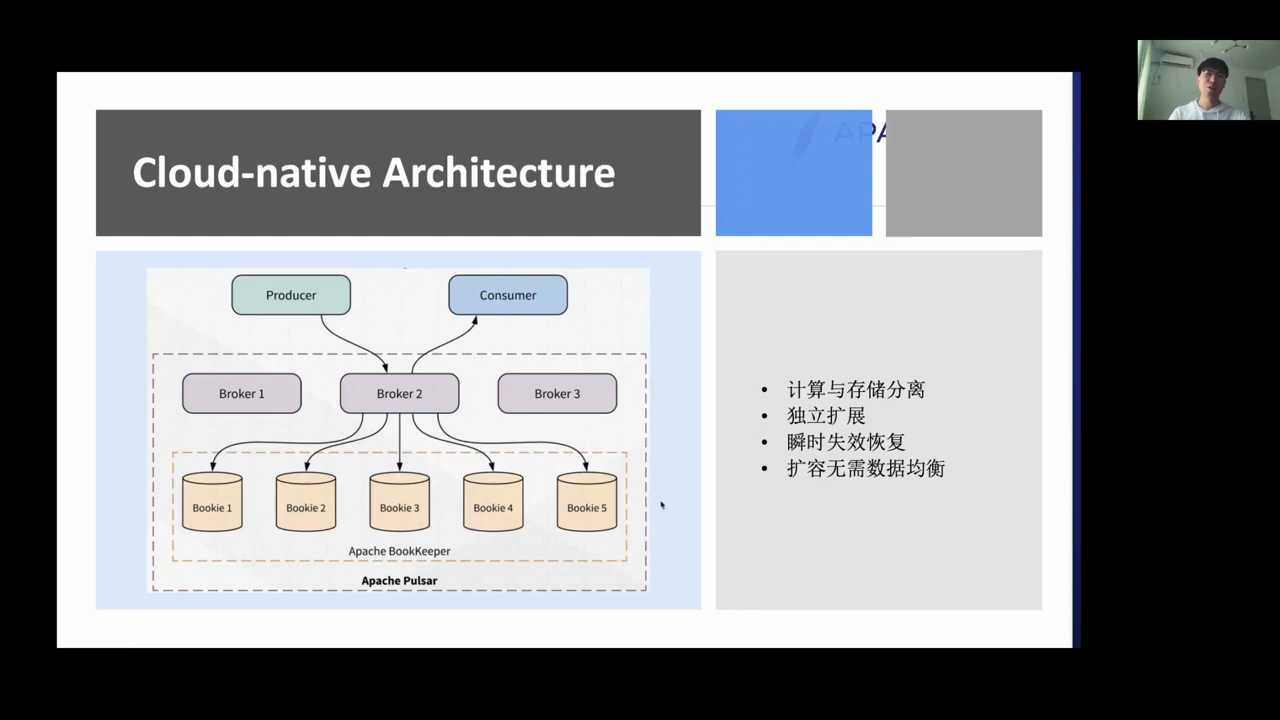 Cloud-native Architecture
APA
Producer
Consumer
Broker 1
Broker 2
Broker 3
Bookie 1
Bookie 2
Bookie 3
Bookie 4
Bookie 5
Apache BookKeeper
Apache Pulsar
• 计算与存储分离
• 独立扩展
• 瞬时失效恢复
• 扩容无需数据均衡